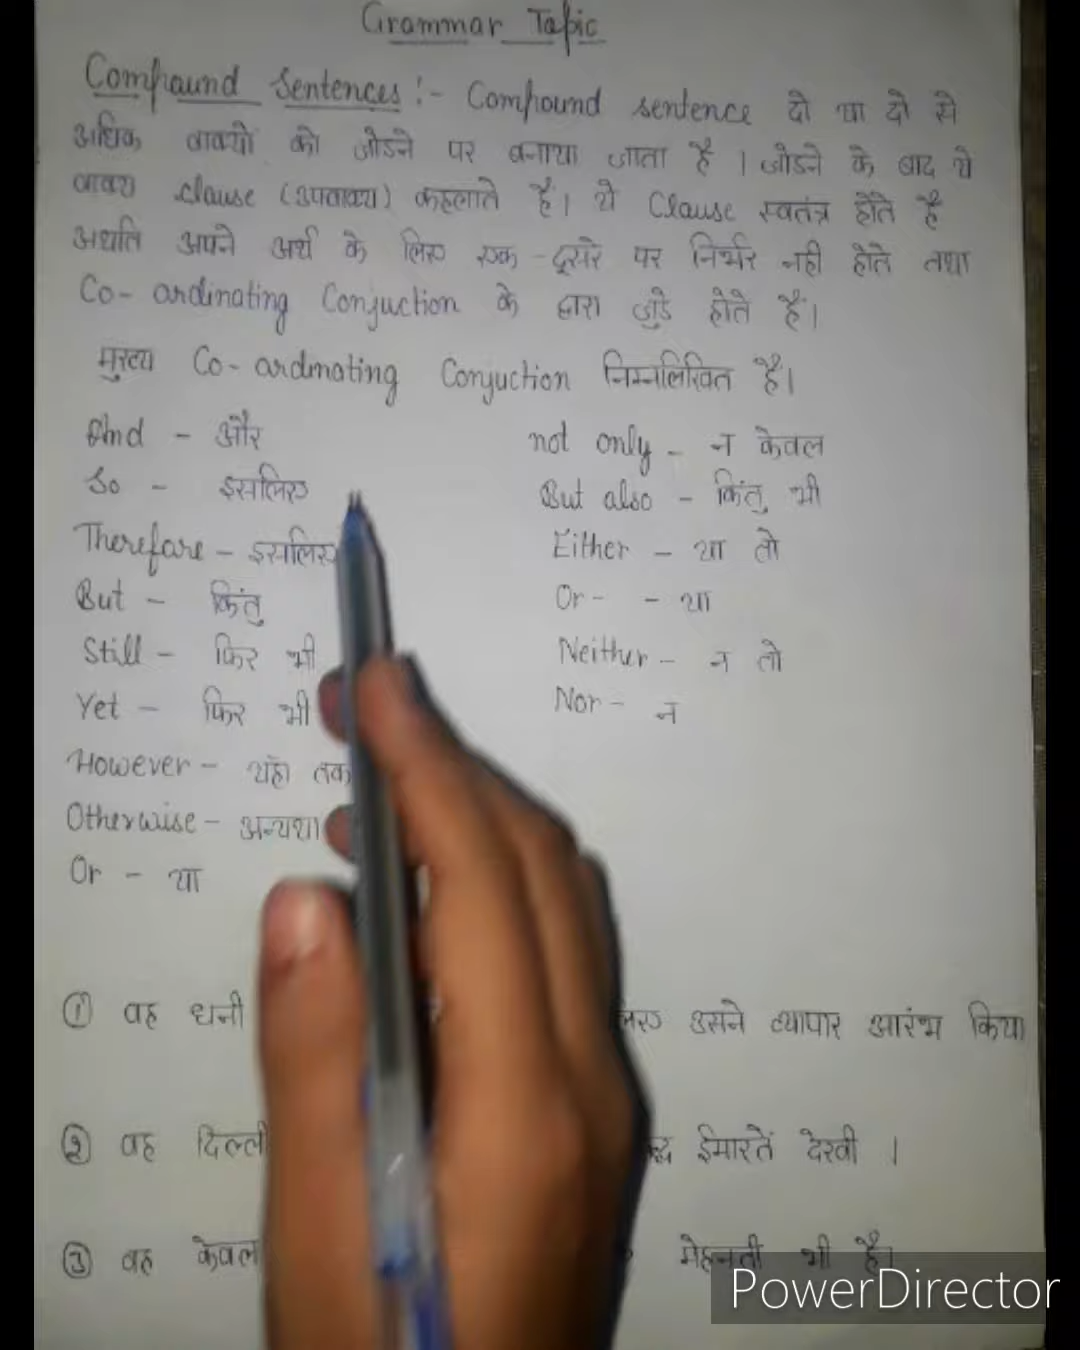 Grammar Topic
Compound Sentences :- Compound sentence दो या दो से
अधिक वाक्यों को जोडने पर बनाया जाता है । जोडने के बाद ये
वाक्य clause (उपवाक्य) कहलाते हैं। ये Clause स्वतंत्र होते है
अर्थात अपने अर्थ के लिए एक-दूसरे पर निर्भर नही होते तथा
Co-ordinating Conjuction के द्वारा जुडे होते हैं।
मुख्य Co-ordinating Conjuction निम्नलिखित हैं।
And - और
not only - न केवल
So - इसलिए
But also - किंतु भी
Therefore - इसलिए
Either - या तो
But - किंतु
Or - - या
Still - फिर भी
Neither - न तो
Yet - फिर भी
Nor - न
However - यहाँ तक
Otherwise - अन्यथा
Or - या
① वह धनी उसने व्यापार आरंभ किया
② वह दिल्ली ईमारतें देखी ।
③ वह केवल मेहनती भी है।
PowerDirector